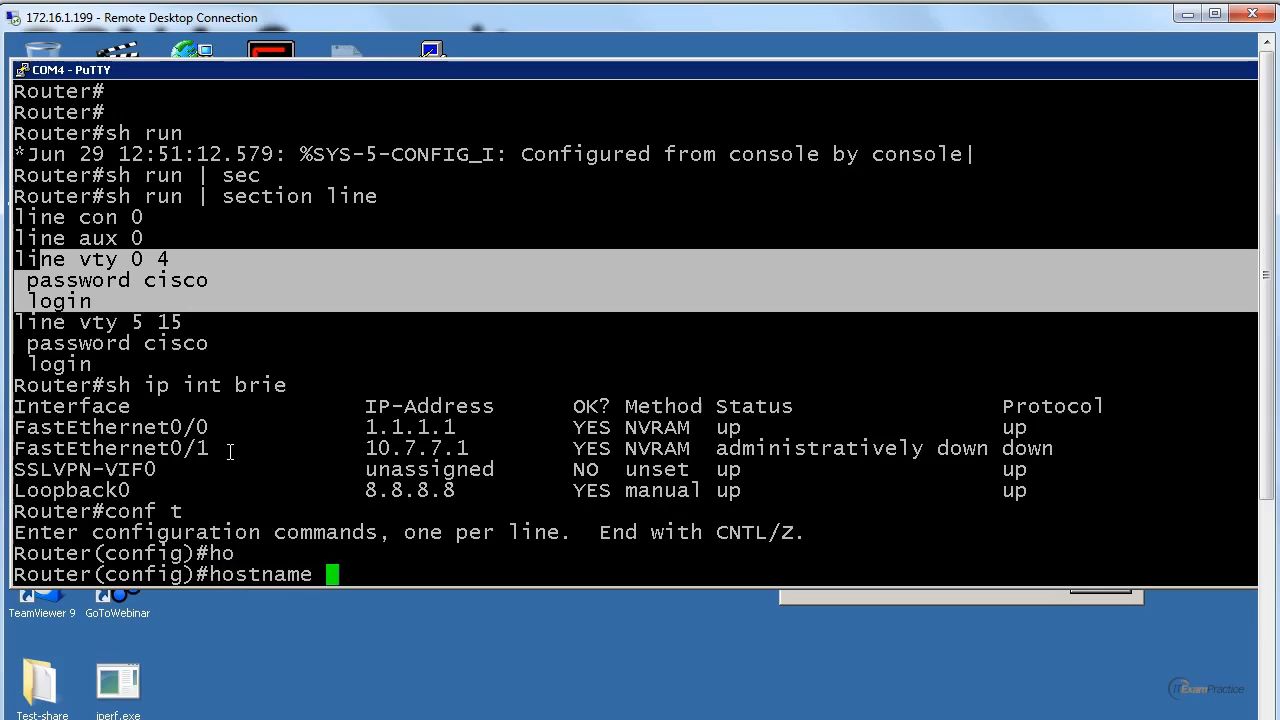 172.16.1.199 - Remote Desktop Connection
COM4 - PuTTY
Router#
Router#
Router#sh run
*Jun 29 12:51:12.579: %SYS-5-CONFIG_I: Configured from console by console|
Router#sh run | sec
Router#sh run | section line
line con 0
line aux 0
line vty 0 4
 password cisco
 login
line vty 5 15
 password cisco
 login
Router#sh ip int brie
Interface IP-Address OK? Method Status Protocol
FastEthernet0/0 1.1.1.1 YES NVRAM up up
FastEthernet0/1 10.7.7.1 YES NVRAM administratively down down
SSLVPN-VIF0 unassigned NO unset up up
Loopback0 8.8.8.8 YES manual up up
Router#conf t
Enter configuration commands, one per line. End with CNTL/Z.
Router(config)#ho
Router(config)#hostname
TeamViewer 9 GoToWebinar
Test-share iperf.exe
ITExamPractice